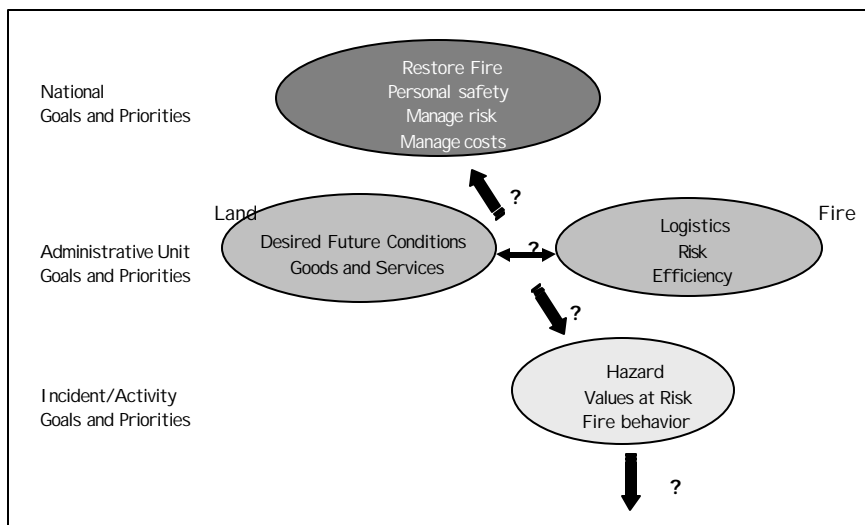 Restore Fire
Personal safety
Manage risk
Manage costs
National
Goals and Priorities
?
Land
Fire
Desired Future Conditions
Goods and Services
?
Logistics
Risk
Efficiency
Administrative Unit
Goals and Priorities
?
Hazard
Values at Risk
Fire behavior
Incident/Activity
Goals and Priorities
?